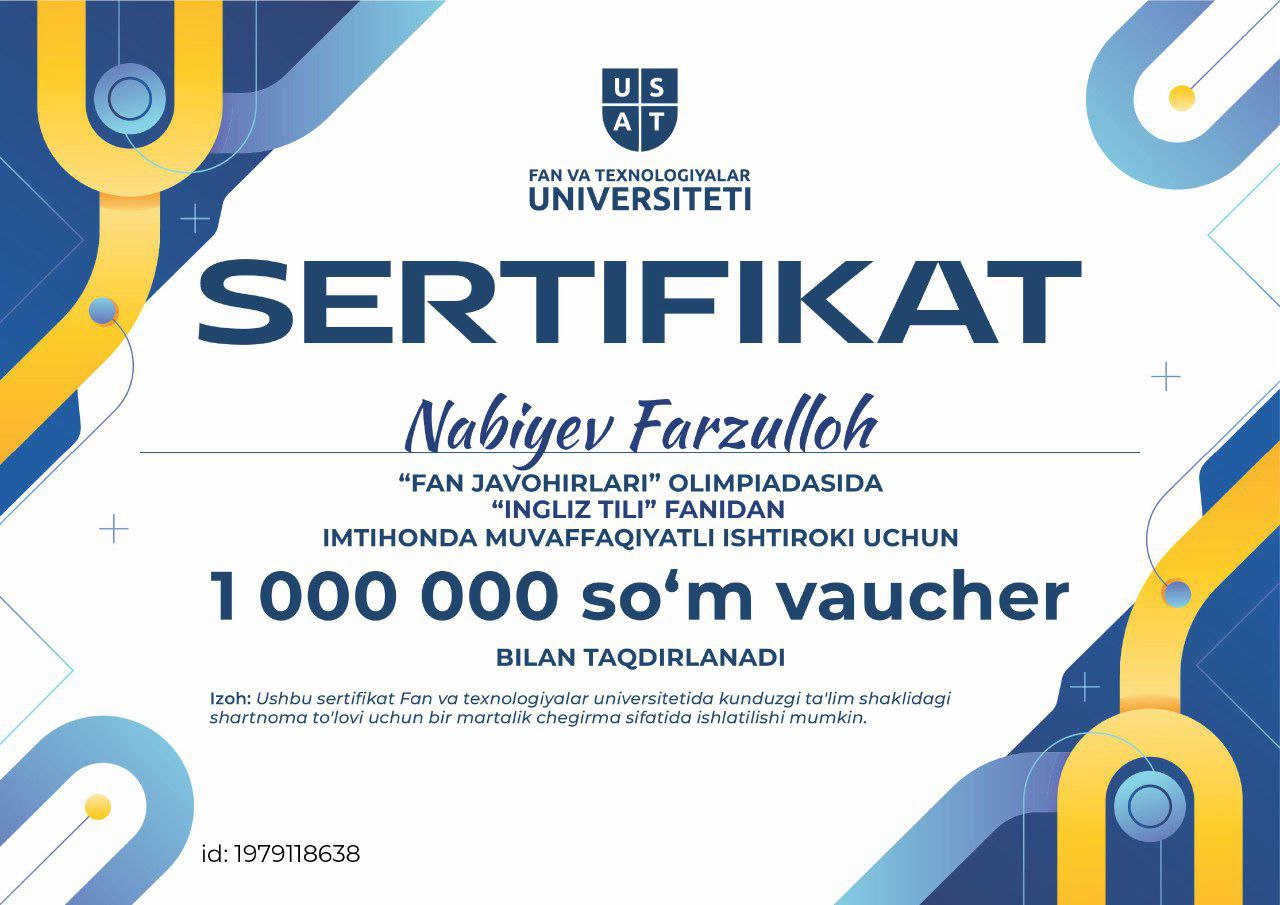 U S
A T
FAN VA TEXNOLOGIYALAR
UNIVERSITETI
SERTIFIKAT
Nabiyev Farzulloh
“FAN JAVOHIRLARI” OLIMPIADASIDA
“INGLIZ TILI” FANIDAN
IMTIHONDA MUVAFFAQIYATLI ISHTIROKI UCHUN
1 000 000 so‘m vaucher
BILAN TAQDIRLANADI
Izoh: Ushbu sertifikat Fan va texnologiyalar universitetida kunduzgi ta'lim shaklidagi
shartnoma to'lovi uchun bir martalik chegirma sifatida ishlatilishi mumkin.
id: 1979118638